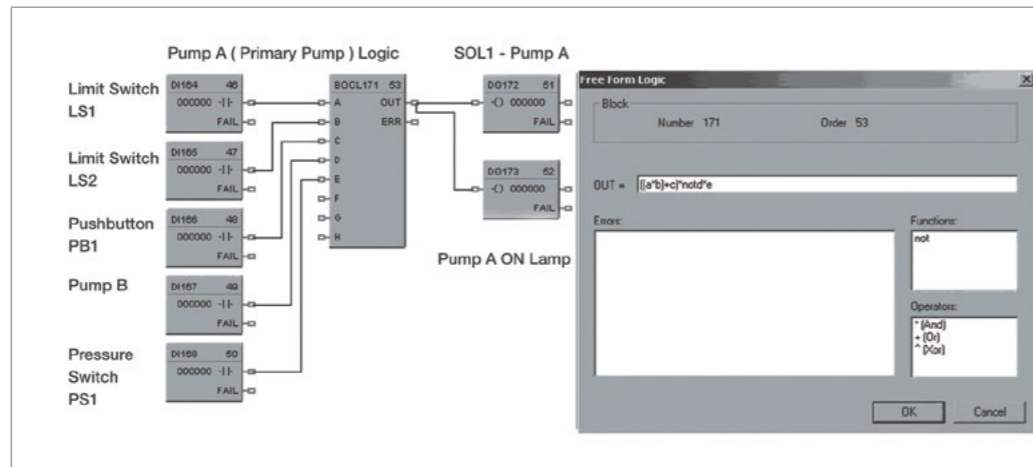 Pump A ( Primary Pump ) Logic
SOL1 - Pump A
Limit Switch
LS1
DI164 46
000000 ⊣⊢
FAIL
Limit Switch
LS2
DI165 47
000000 ⊣⊢
FAIL
Pushbutton
PB1
DI166 48
000000 ⊣⊢
FAIL
Pump B
DI167 49
000000 ⊣⊢
FAIL
Pressure
Switch
PS1
DI168 50
000000 ⊣⊢
FAIL
BOOL171 53
A OUT
B ERR
C
D
E
F
G
H
DO172 51
-() 000000
FAIL
DO173 52
-() 000000
FAIL
Pump A ON Lamp
Free Form Logic
Block
Number 171 Order 53
OUT = ((a*b)+c)*notd*e
Errors:
Functions:
not
Operators:
* (And)
+ (Or)
^ (Xor)
OK Cancel